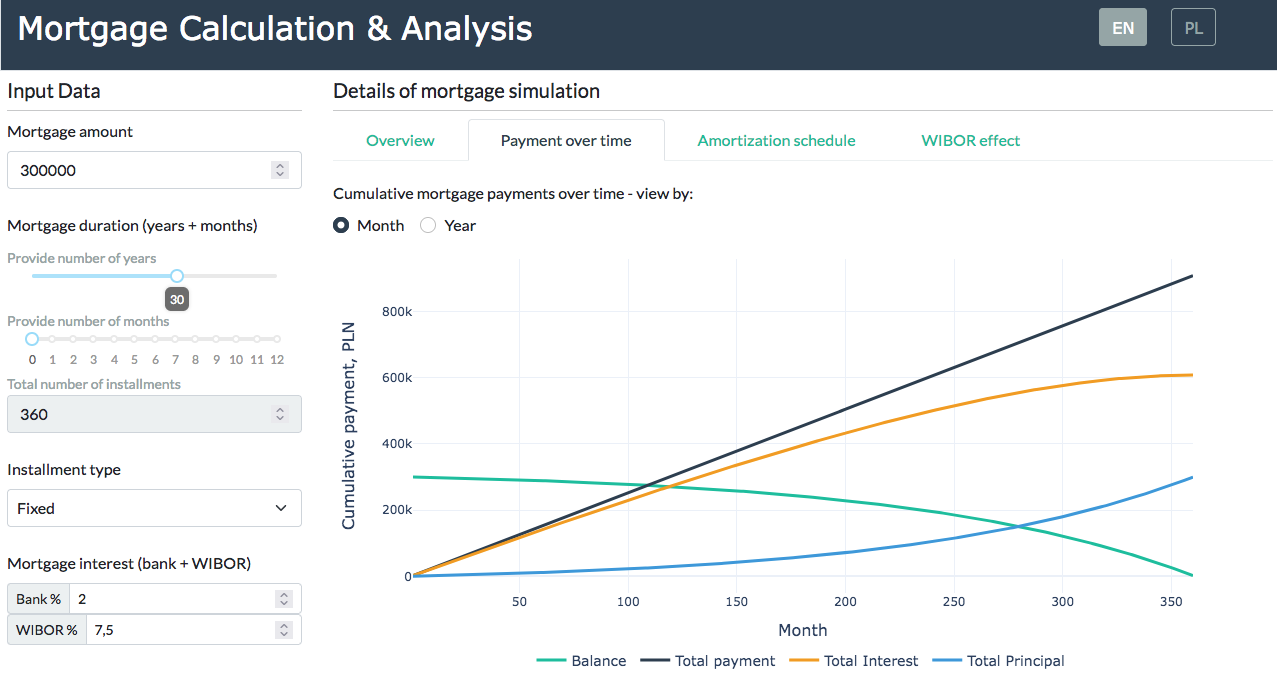 Mortgage Calculation & Analysis
EN
PL
Input Data
Mortgage amount
300000
Mortgage duration (years + months)
Provide number of years
30
Provide number of months
0 1 2 3 4 5 6 7 8 9 10 11 12
Total number of installments
360
Installment type
Fixed
Mortgage interest (bank + WIBOR)
Bank % 2
WIBOR % 7,5
Details of mortgage simulation
Overview Payment over time Amortization schedule WIBOR effect
Cumulative mortgage payments over time - view by:
Month Year
Cumulative payment, PLN
800k
600k
400k
200k
0
50 100 150 200 250 300 350
Month
Balance Total payment Total Interest Total Principal